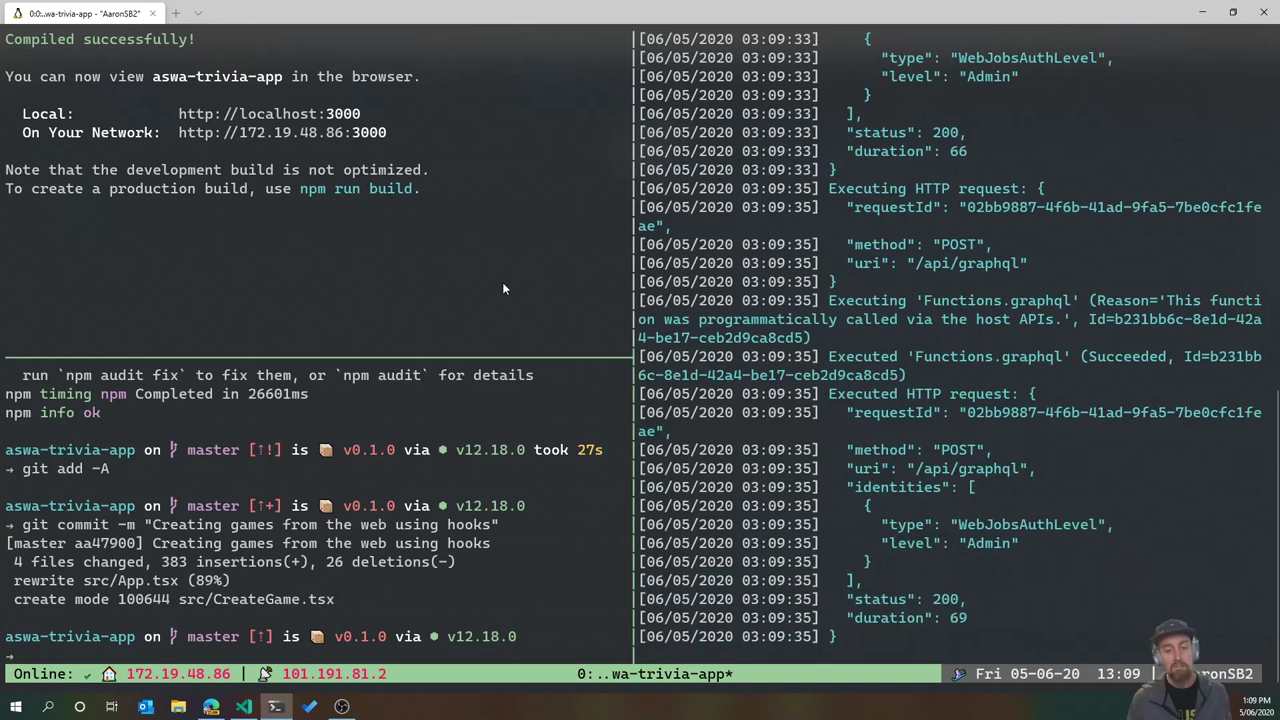 0:0:..wa-trivia-app - "AaronSB2"
Compiled successfully!
You can now view aswa-trivia-app in the browser.
Local: http://localhost:3000
On Your Network: http://172.19.48.86:3000
Note that the development build is not optimized.
To create a production build, use npm run build.
run `npm audit fix` to fix them, or `npm audit` for details
npm timing npm Completed in 26601ms
npm info ok
aswa-trivia-app on master [↑!] is v0.1.0 via v12.18.0 took 27s
→ git add -A
aswa-trivia-app on master [↑+] is v0.1.0 via v12.18.0
→ git commit -m "Creating games from the web using hooks"
[master aa47900] Creating games from the web using hooks
4 files changed, 383 insertions(+), 26 deletions(-)
rewrite src/App.tsx (89%)
create mode 100644 src/CreateGame.tsx
aswa-trivia-app on master [↑] is v0.1.0 via v12.18.0
→
[06/05/2020 03:09:33] {
[06/05/2020 03:09:33] "type": "WebJobsAuthLevel",
[06/05/2020 03:09:33] "level": "Admin"
[06/05/2020 03:09:33] }
[06/05/2020 03:09:33] ],
[06/05/2020 03:09:33] "status": 200,
[06/05/2020 03:09:33] "duration": 66
[06/05/2020 03:09:33] }
[06/05/2020 03:09:35] Executing HTTP request: {
[06/05/2020 03:09:35] "requestId": "02bb9887-4f6b-41ad-9fa5-7be0cfc1fe
ae",
[06/05/2020 03:09:35] "method": "POST",
[06/05/2020 03:09:35] "uri": "/api/graphql"
[06/05/2020 03:09:35] }
[06/05/2020 03:09:35] Executing 'Functions.graphql' (Reason='This functi
on was programmatically called via the host APIs.', Id=b231bb6c-8e1d-42a
4-be17-ceb2d9ca8cd5)
[06/05/2020 03:09:35] Executed 'Functions.graphql' (Succeeded, Id=b231bb
6c-8e1d-42a4-be17-ceb2d9ca8cd5)
[06/05/2020 03:09:35] Executed HTTP request: {
[06/05/2020 03:09:35] "requestId": "02bb9887-4f6b-41ad-9fa5-7be0cfc1fe
ae",
[06/05/2020 03:09:35] "method": "POST",
[06/05/2020 03:09:35] "uri": "/api/graphql",
[06/05/2020 03:09:35] "identities": [
[06/05/2020 03:09:35] {
[06/05/2020 03:09:35] "type": "WebJobsAuthLevel",
[06/05/2020 03:09:35] "level": "Admin"
[06/05/2020 03:09:35] }
[06/05/2020 03:09:35] ],
[06/05/2020 03:09:35] "status": 200,
[06/05/2020 03:09:35] "duration": 69
[06/05/2020 03:09:35] }
Online: ✓ 172.19.48.86 | 101.191.81.2 0:..wa-trivia-app* Fri 05-06-20 13:09 ronSB2
1:09 PM
5/06/2020